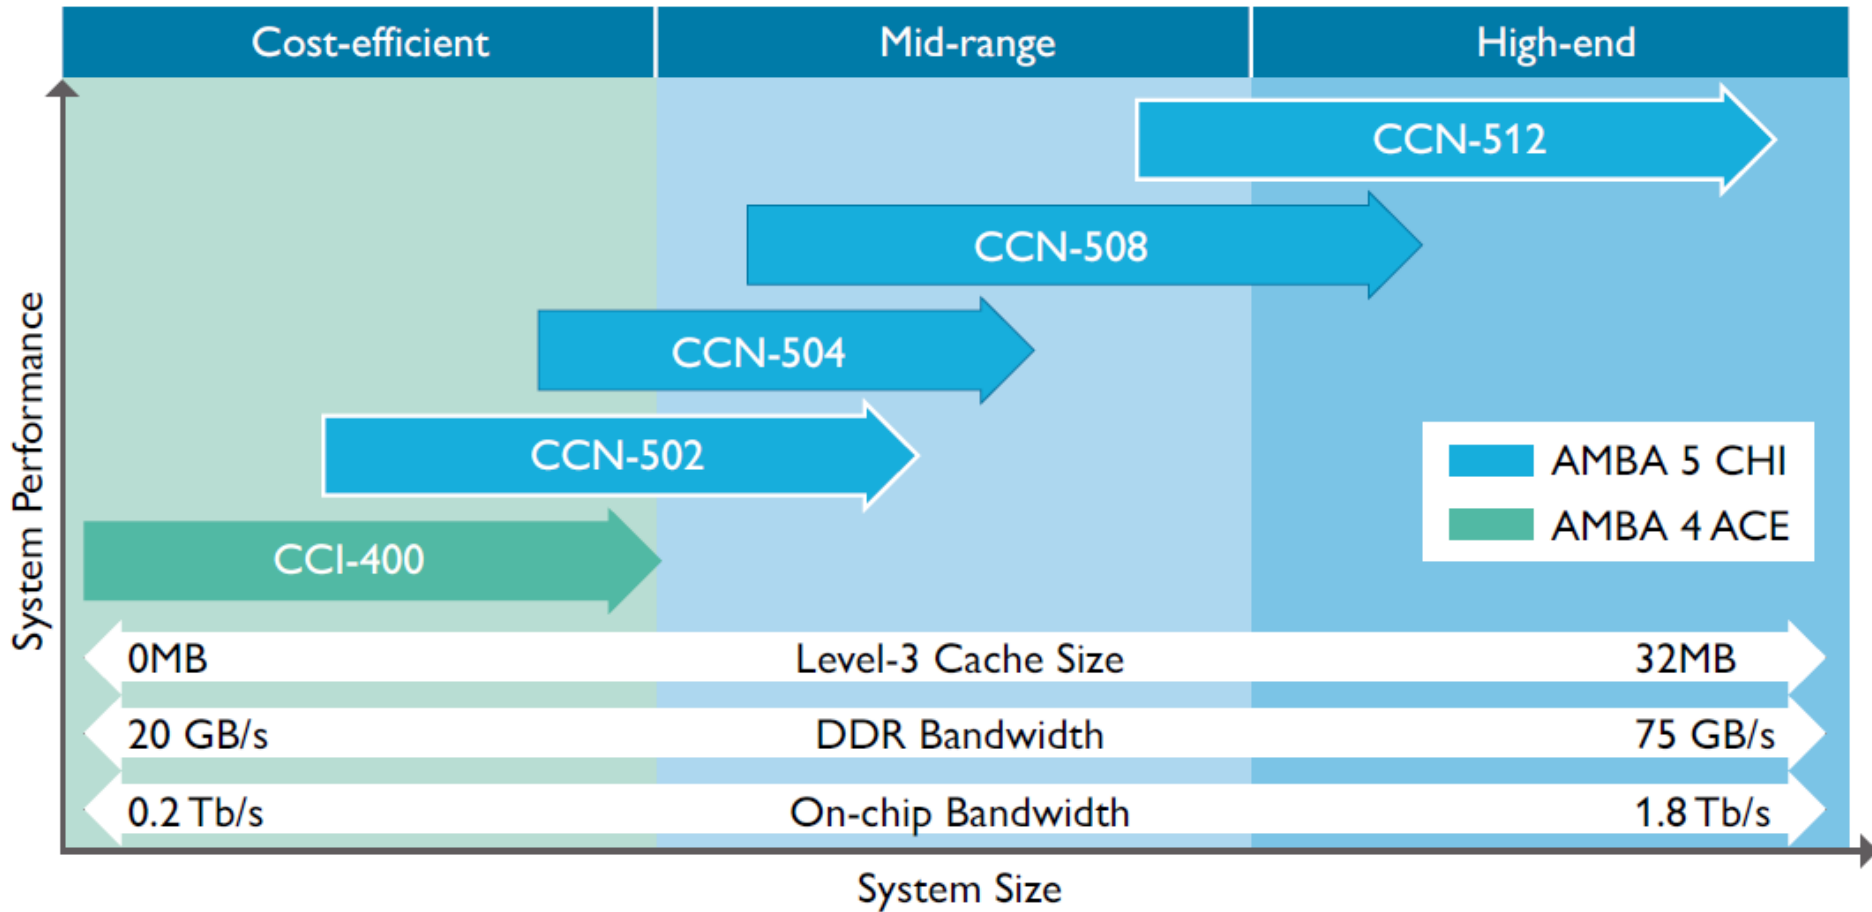 Cost-efficient
Mid-range
High-end
CCN-512
CCN-508
CCN-504
CCN-502
CCI-400
AMBA 5 CHI
AMBA 4 ACE
0MB Level-3 Cache Size 32MB
20 GB/s DDR Bandwidth 75 GB/s
0.2 Tb/s On-chip Bandwidth 1.8 Tb/s
System Performance
System Size